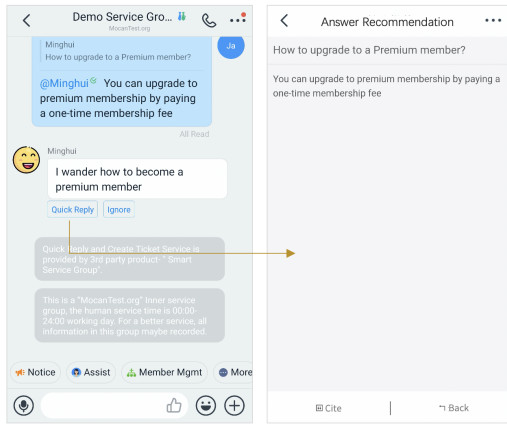 Demo Service Gro...
MocanTest.org
Minghui
How to upgrade to a Premium member?
Ja
@Minghui You can upgrade to
premium membership by paying
a one-time membership fee
All Read
Minghui
I wander how to become a
premium member
Quick Reply
Ignore
Quick Reply and Create Ticket Service is
provided by 3rd party product- " Smart
Service Group".
This is a "MocanTest.org" Inner service
group, the human service time is 00:00-
24:00 working day. For a better service, all
information in this group maybe recorded.
Notice
Assist
Member Mgmt
More
Answer Recommendation
How to upgrade to a Premium member?
You can upgrade to premium membership by paying a
one-time membership fee
Cite
Back